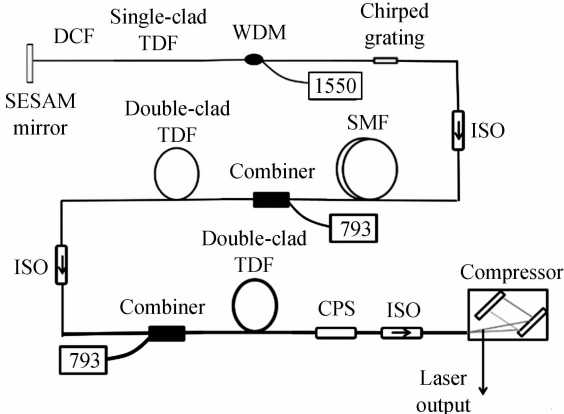 DCF
Single-clad
TDF
WDM
Chirped
grating
1550
SESAM
mirror
Double-clad
TDF
SMF
ISO
Combiner
793
Double-clad
TDF
ISO
Compressor
Combiner
CPS
ISO
793
Laser
output